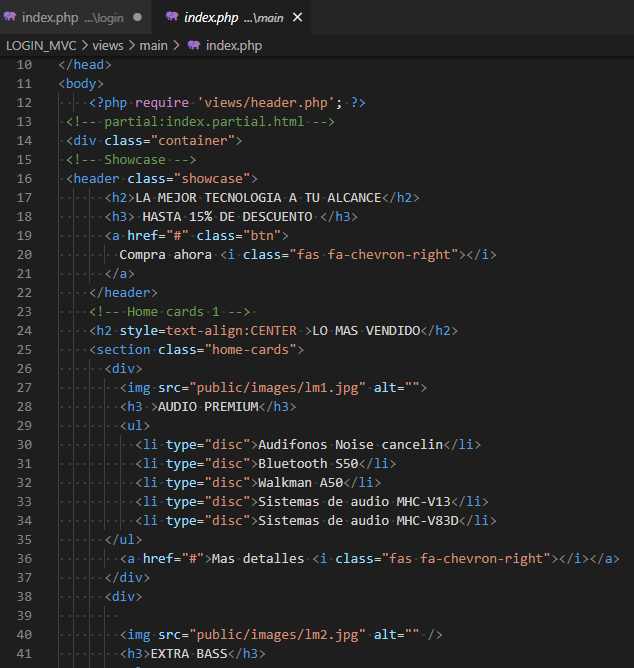 index.php ...\login ● index.php ...\main ×
LOGIN_MVC > views > main > index.php
10 </head>
11 <body>
12 <?php require 'views/header.php'; ?>
13 <!-- partial:index.partial.html -->
14 <div class="container">
15 <!-- Showcase -->
16 <header class="showcase">
17 <h2>LA MEJOR TECNOLOGIA A TU ALCANCE</h2>
18 <h3> HASTA 15% DE DESCUENTO </h3>
19 <a href="#" class="btn">
20 Compra ahora <i class="fas fa-chevron-right"></i>
21 </a>
22 </header>
23 <!-- Home cards 1 -->
24 <h2 style=text-align:CENTER >LO MAS VENDIDO</h2>
25 <section class="home-cards">
26 <div>
27 <img src="public/images/lm1.jpg" alt="">
28 <h3 >AUDIO PREMIUM</h3>
29 <ul>
30 <li type="disc">Audifonos Noise cancelin</li>
31 <li type="disc">Bluetooth S50</li>
32 <li type="disc">Walkman A50</li>
33 <li type="disc">Sistemas de audio MHC-V13</li>
34 <li type="disc">Sistemas de audio MHC-V83D</li>
35 </ul>
36 <a href="#">Mas detalles <i class="fas fa-chevron-right"></i></a>
37 </div>
38 <div>
39
40 <img src="public/images/lm2.jpg" alt="" />
41 <h3>EXTRA BASS</h3>